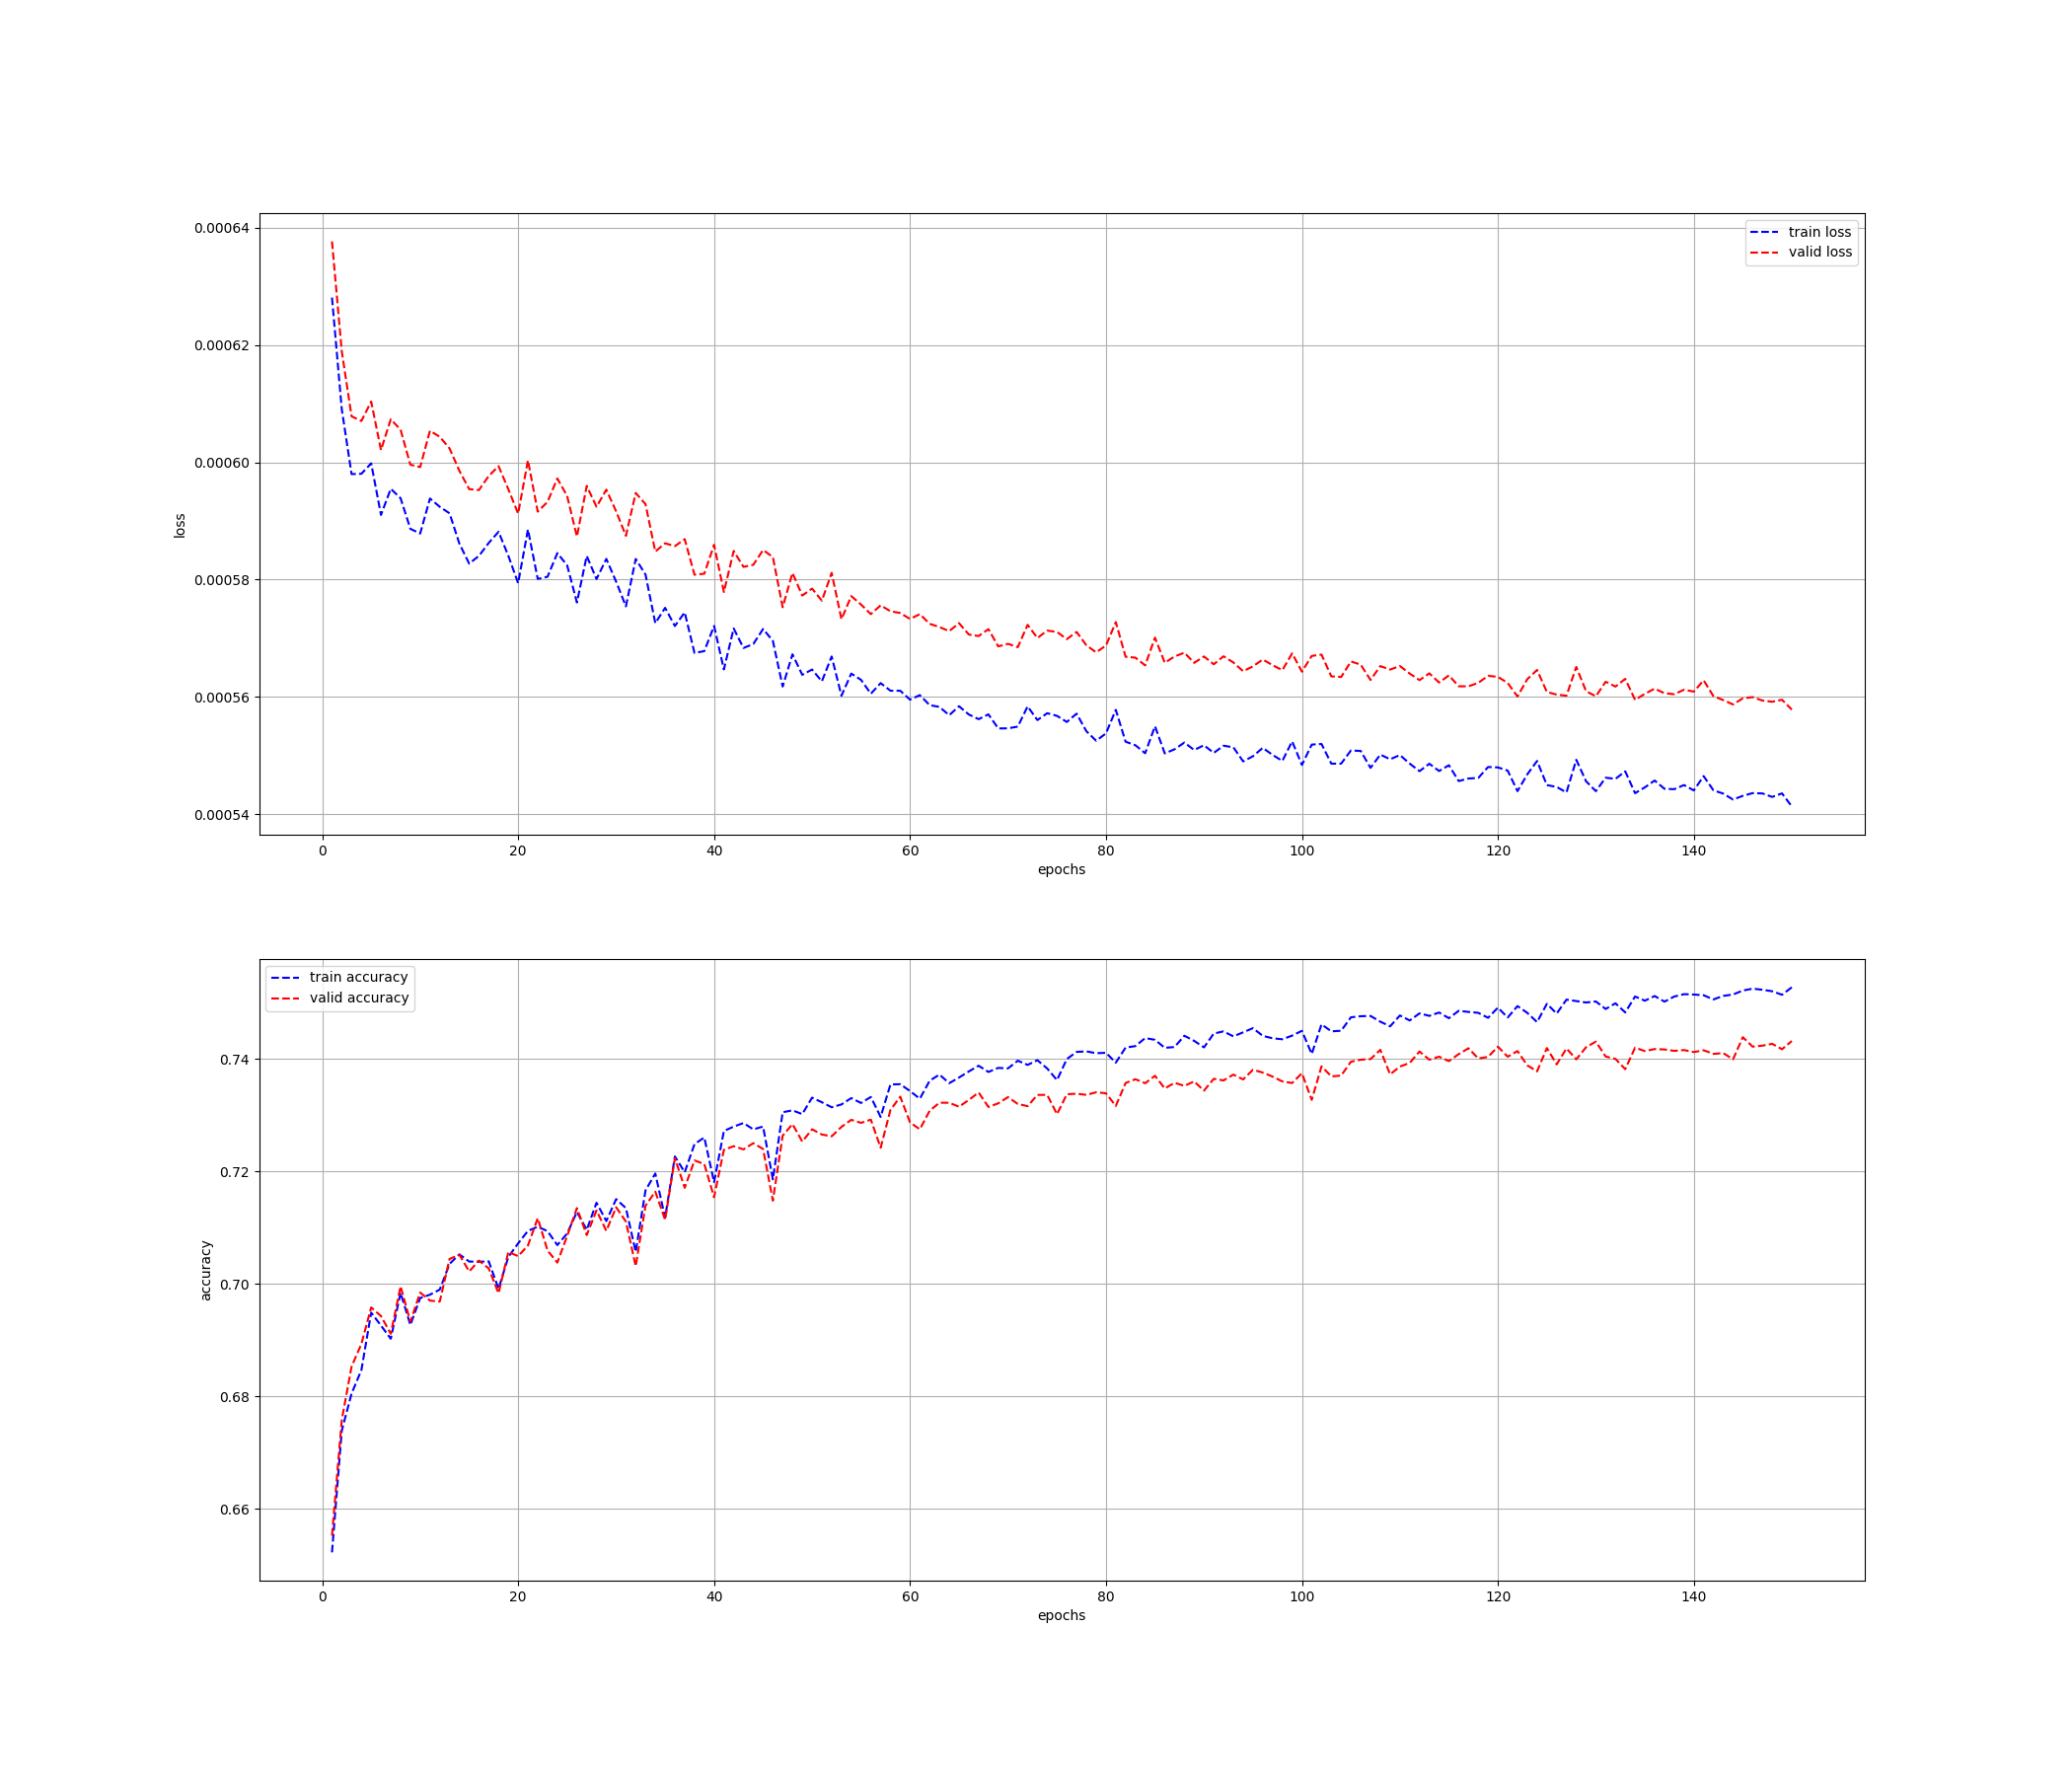 0.00064
0.00062
0.00060
0.00058
0.00056
0.00054
loss
train loss
valid loss
0 20 40 60 80 100 120 140
epochs
train accuracy
valid accuracy
0.74
0.72
0.70
0.68
0.66
accuracy
0 20 40 60 80 100 120 140
epochs